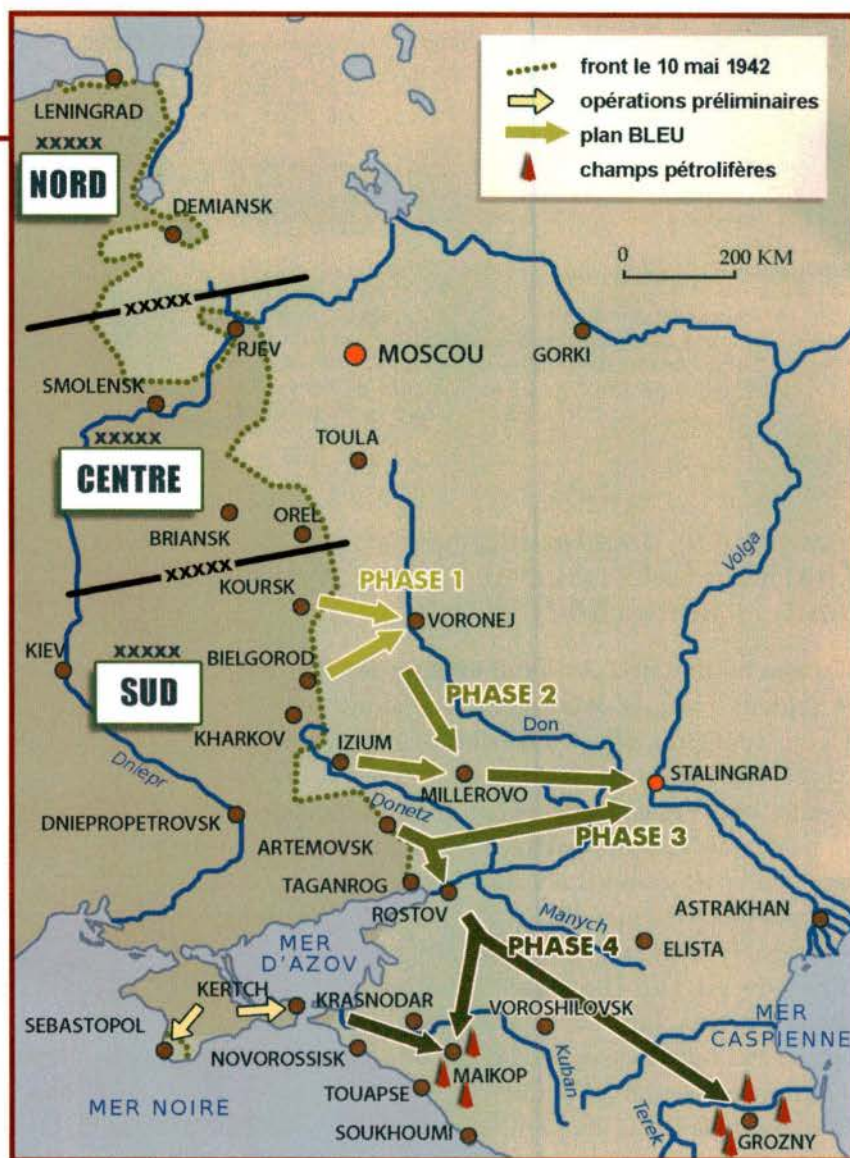 front le 10 mai 1942
opérations préliminaires
plan BLEU
champs pétrolifères
0 200 KM
LENINGRAD
XXXXX
NORD
DEMIANSK
XXXXX
RJEV
MOSCOU
GORKI
SMOLENSK
XXXXX
CENTRE
TOULA
BRIANSK
OREL
XXXXX
Volga
KOURSK
PHASE 1
VORONEJ
KIEV
XXXXX
SUD
BIELGOROD
PHASE 2
KHARKOV
Don
IZIUM
STALINGRAD
Dniepr
MILLEROVO
Donetz
DNIEPROPETROVSK
PHASE 3
ARTEMOVSK
TAGANROG
ROSTOV
Manych
ASTRAKHAN
MER
D'AZOV
PHASE 4
ELISTA
KERTCH
KRASNODAR
VOROSHILOVSK
MER
CASPIENNE
SEBASTOPOL
NOVOROSSISK
MAIKOP
Kuban
TOUAPSE
MER NOIRE
Terek
SOUKHOUMI
GROZNY